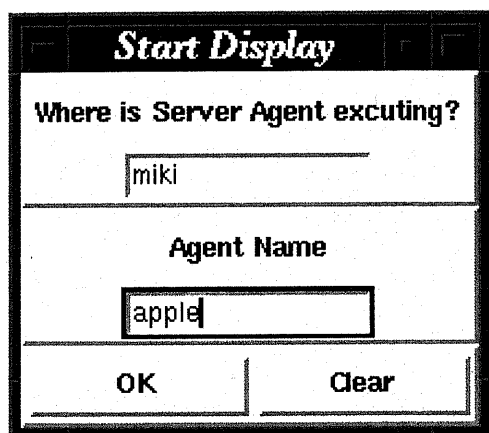 Start Display
Where is Server Agent excuting?
miki
Agent Name
apple
OK
Clear